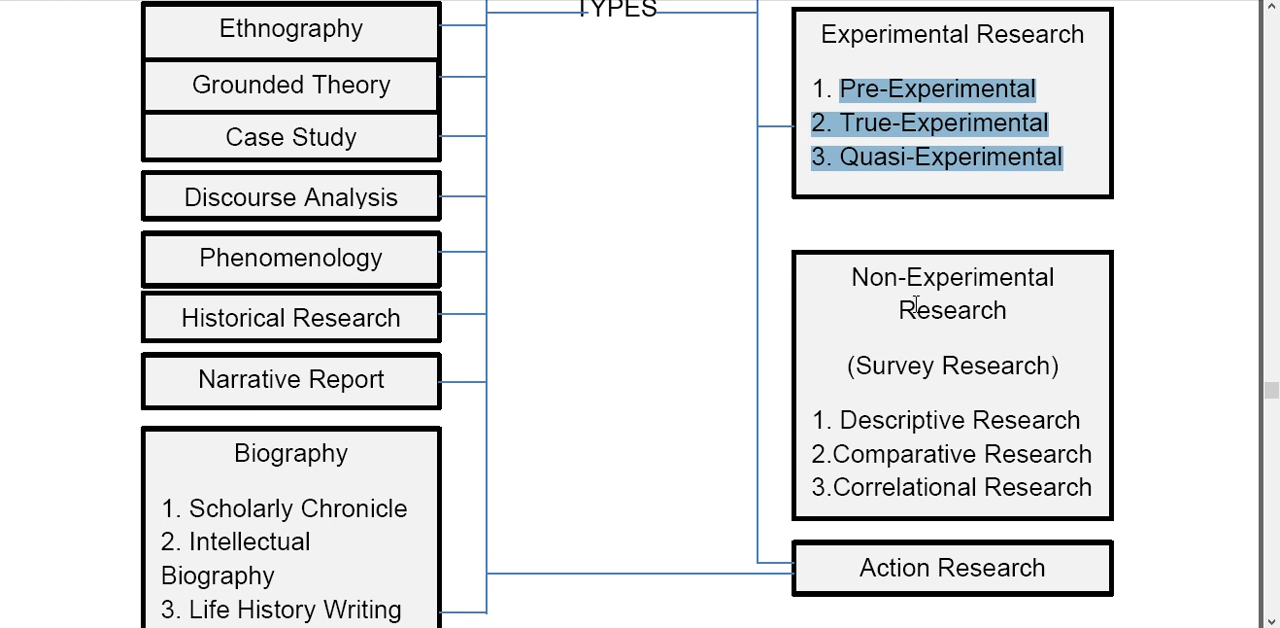 TYPES
Ethnography
Grounded Theory
Case Study
Discourse Analysis
Phenomenology
Historical Research
Narrative Report
Biography
1. Scholarly Chronicle
2. Intellectual
Biography
3. Life History Writing
Experimental Research
1. Pre-Experimental
2. True-Experimental
3. Quasi-Experimental
Non-Experimental
Research
(Survey Research)
1. Descriptive Research
2.Comparative Research
3.Correlational Research
Action Research